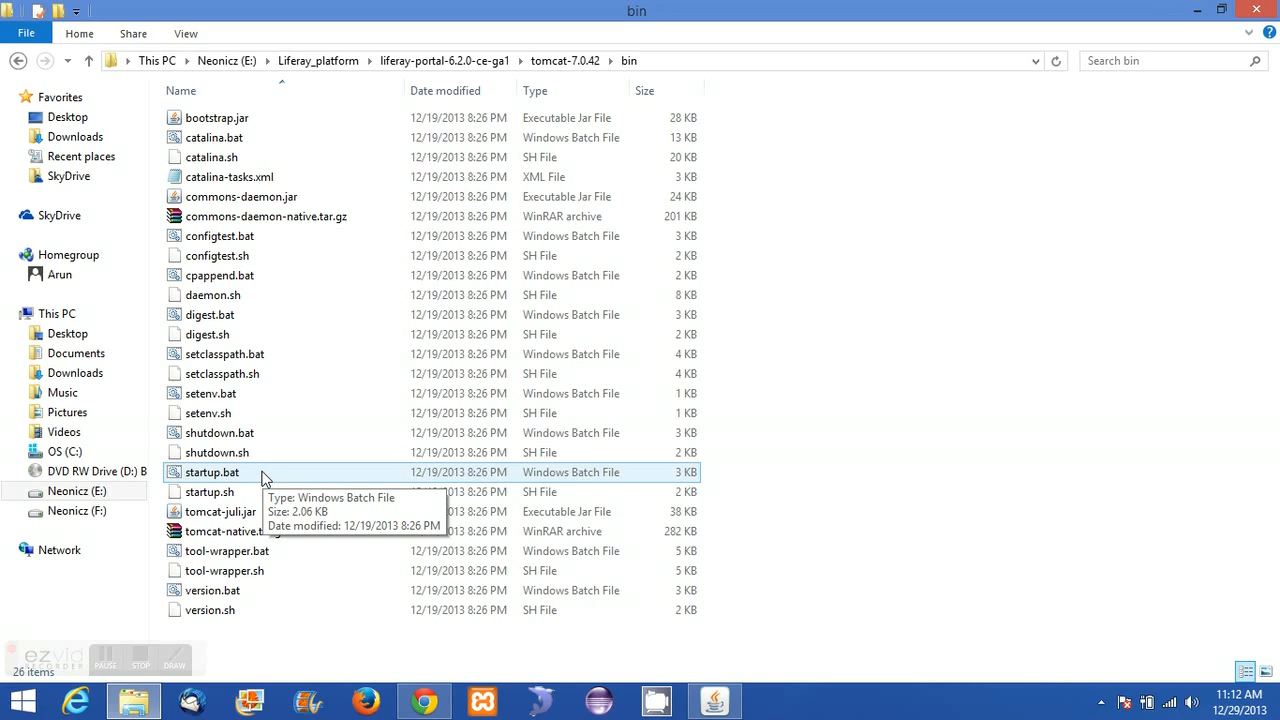 bin
File Home Share View
This PC Neonicz (E:) Liferay_platform liferay-portal-6.2.0-ce-ga1 tomcat-7.0.42 bin Search bin
Name Date modified Type Size
Favorites
Desktop
Downloads
Recent places
SkyDrive
SkyDrive
Homegroup
Arun
This PC
Desktop
Documents
Downloads
Music
Pictures
Videos
OS (C:)
DVD RW Drive (D:) B
Neonicz (E:)
Neonicz (F:)
Network
bootstrap.jar 12/19/2013 8:26 PM Executable Jar File 28 KB
catalina.bat 12/19/2013 8:26 PM Windows Batch File 13 KB
catalina.sh 12/19/2013 8:26 PM SH File 20 KB
catalina-tasks.xml 12/19/2013 8:26 PM XML File 3 KB
commons-daemon.jar 12/19/2013 8:26 PM Executable Jar File 24 KB
commons-daemon-native.tar.gz 12/19/2013 8:26 PM WinRAR archive 201 KB
configtest.bat 12/19/2013 8:26 PM Windows Batch File 3 KB
configtest.sh 12/19/2013 8:26 PM SH File 2 KB
cpappend.bat 12/19/2013 8:26 PM Windows Batch File 2 KB
daemon.sh 12/19/2013 8:26 PM SH File 8 KB
digest.bat 12/19/2013 8:26 PM Windows Batch File 3 KB
digest.sh 12/19/2013 8:26 PM SH File 2 KB
setclasspath.bat 12/19/2013 8:26 PM Windows Batch File 4 KB
setclasspath.sh 12/19/2013 8:26 PM SH File 4 KB
setenv.bat 12/19/2013 8:26 PM Windows Batch File 1 KB
setenv.sh 12/19/2013 8:26 PM SH File 1 KB
shutdown.bat 12/19/2013 8:26 PM Windows Batch File 3 KB
shutdown.sh 12/19/2013 8:26 PM SH File 2 KB
startup.bat 12/19/2013 8:26 PM Windows Batch File 3 KB
startup.sh 12/19/2013 8:26 PM SH File 2 KB
Type: Windows Batch File
Size: 2.06 KB
Date modified: 12/19/2013 8:26 PM
tomcat-juli.jar Executable Jar File 38 KB
tomcat-native.t WinRAR archive 282 KB
tool-wrapper.bat 12/19/2013 8:26 PM Windows Batch File 5 KB
tool-wrapper.sh 12/19/2013 8:26 PM SH File 5 KB
version.bat 12/19/2013 8:26 PM Windows Batch File 3 KB
version.sh 12/19/2013 8:26 PM SH File 2 KB
ezvid
RECORDER
PAUSE STOP DRAW
26 items
11:12 AM
12/29/2013